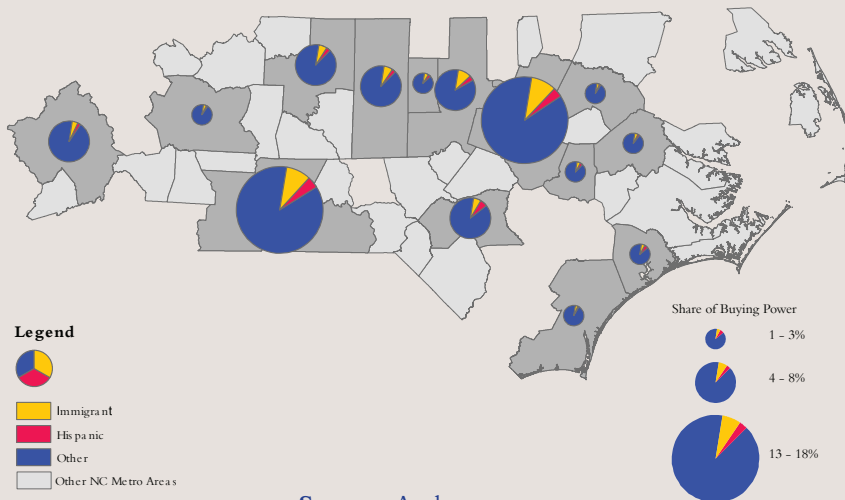 Share of Buying Power
1 – 3%
4 – 8%
13 – 18%
Legend
Immigrant
Hispanic
Other
Other NC Metro Areas